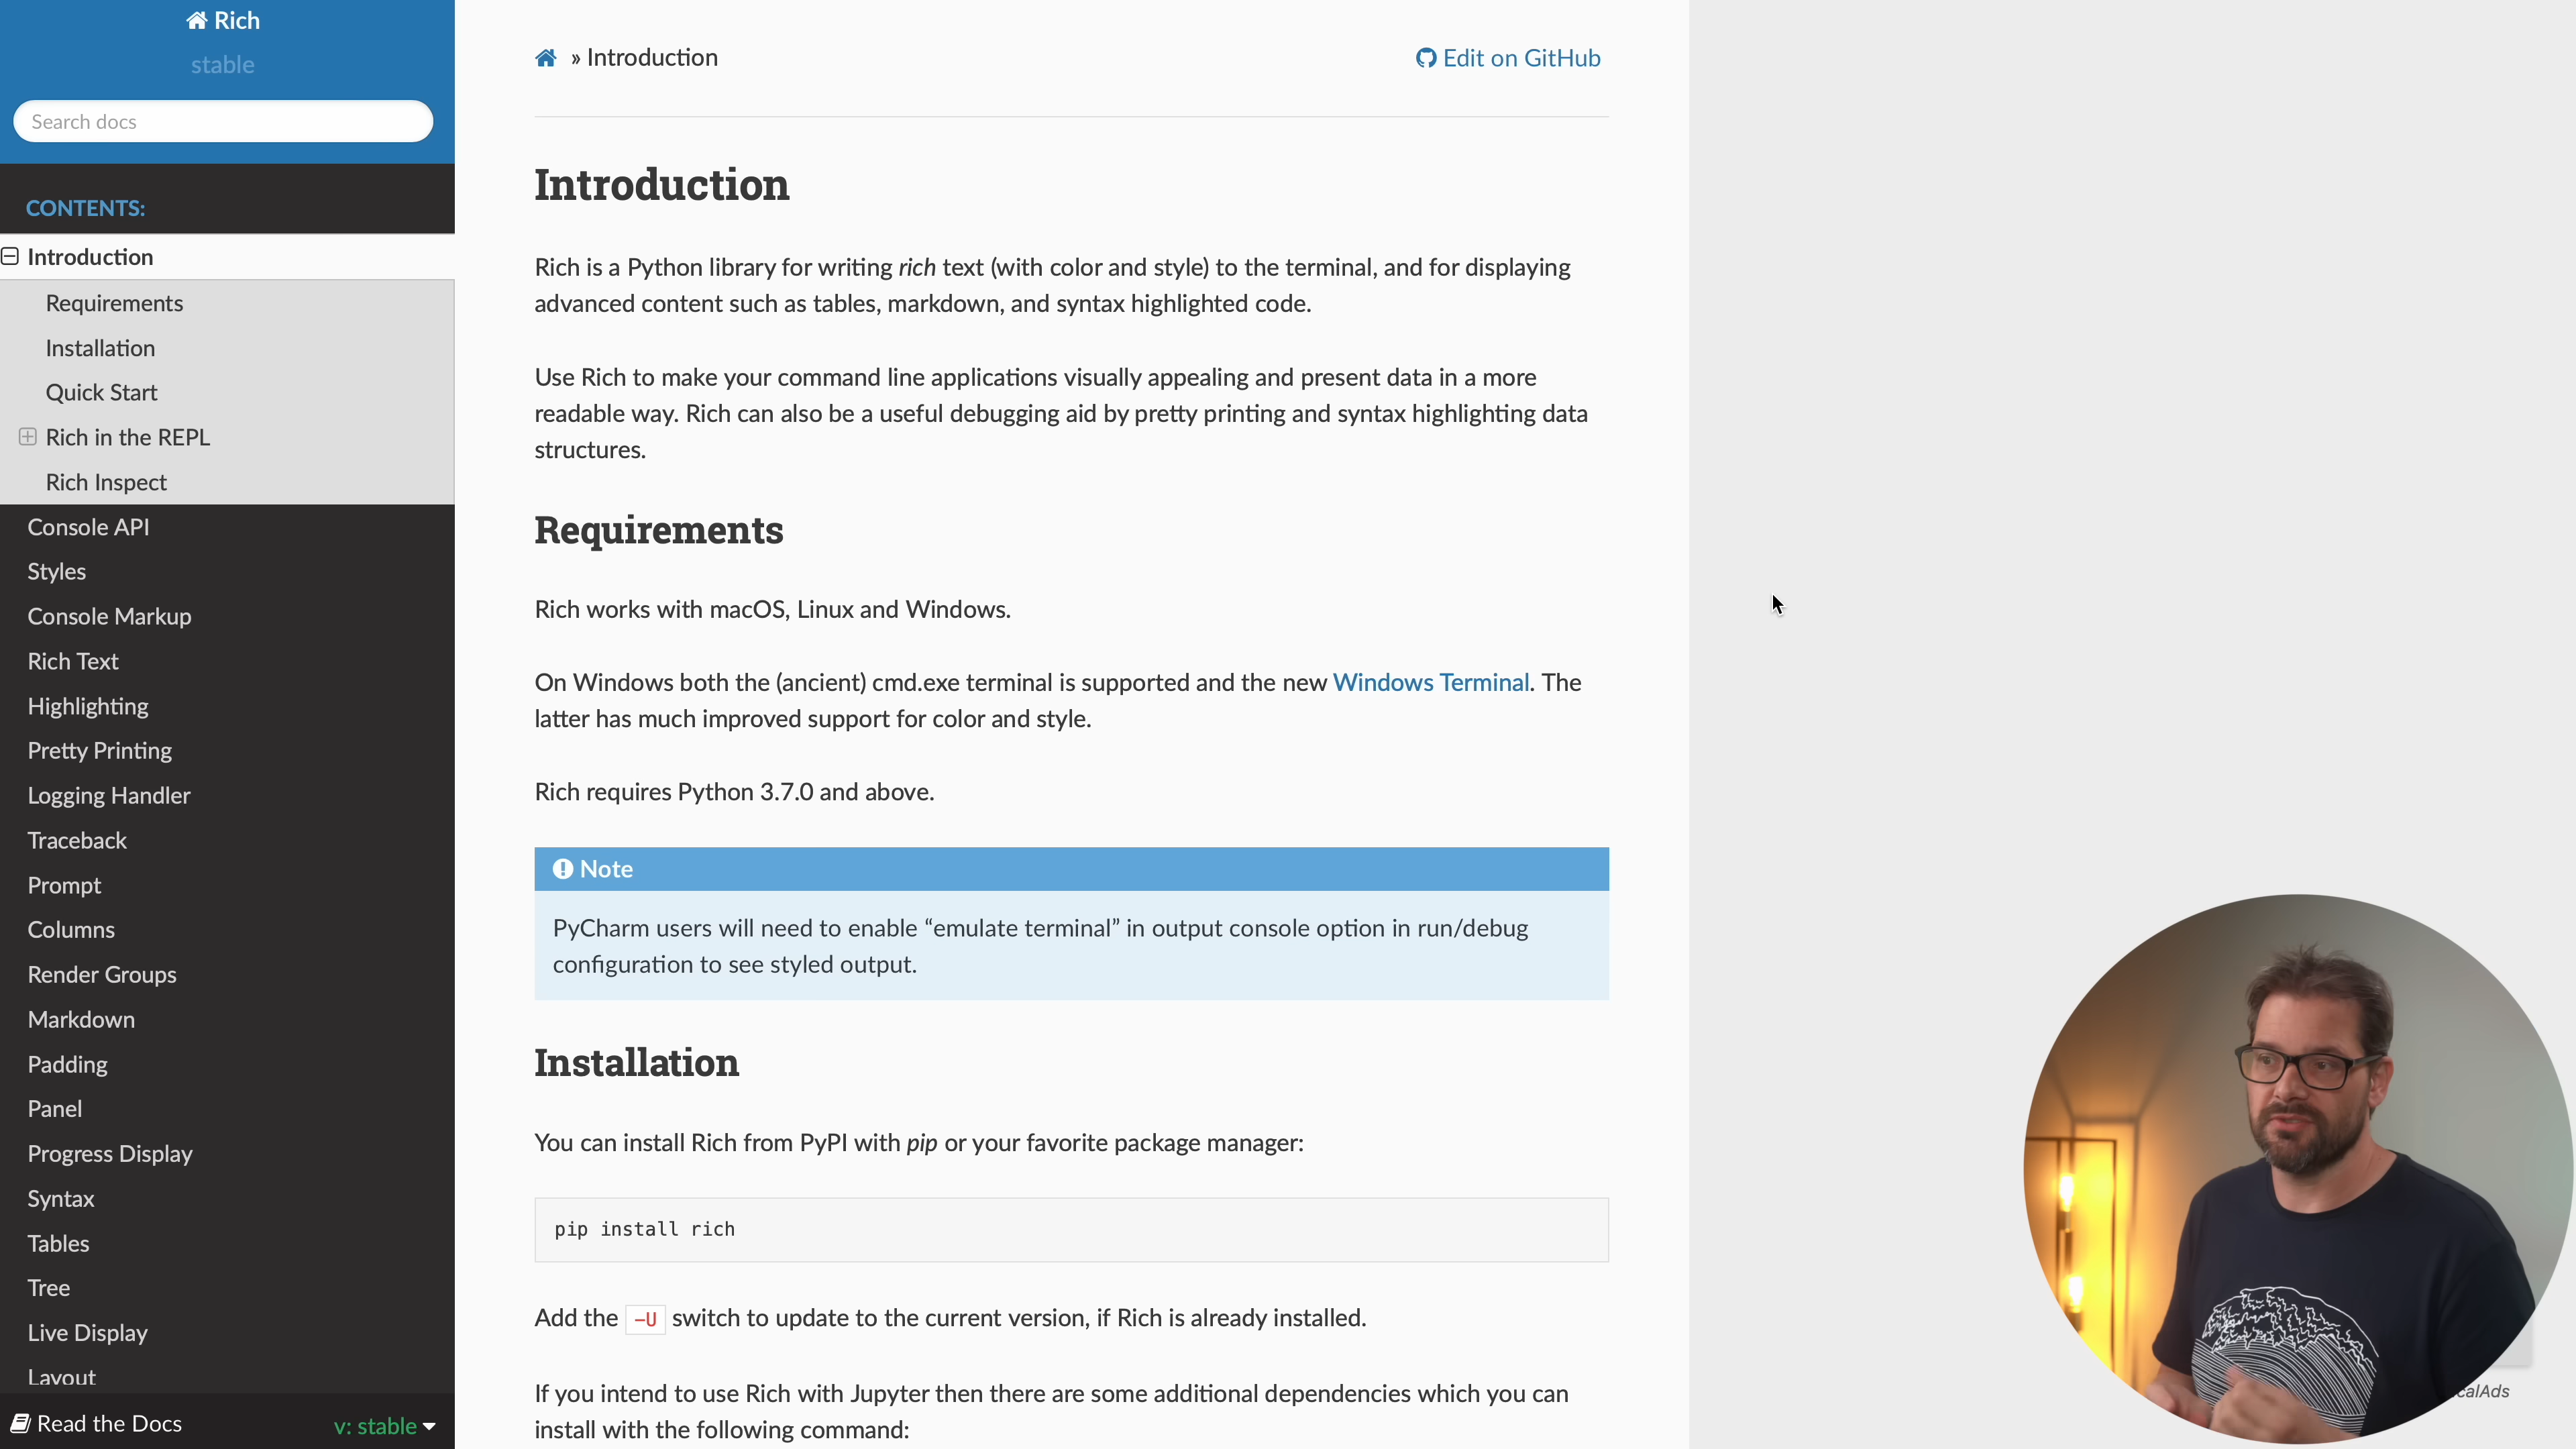 Rich
stable
Search docs
CONTENTS:
Introduction
Requirements
Installation
Quick Start
Rich in the REPL
Rich Inspect
Console API
Styles
Console Markup
Rich Text
Highlighting
Pretty Printing
Logging Handler
Traceback
Prompt
Columns
Render Groups
Markdown
Padding
Panel
Progress Display
Syntax
Tables
Tree
Live Display
Layout
Read the Docs
v: stable
» Introduction
Edit on GitHub
Introduction
Rich is a Python library for writing rich text (with color and style) to the terminal, and for displaying
advanced content such as tables, markdown, and syntax highlighted code.
Use Rich to make your command line applications visually appealing and present data in a more
readable way. Rich can also be a useful debugging aid by pretty printing and syntax highlighting data
structures.
Requirements
Rich works with macOS, Linux and Windows.
On Windows both the (ancient) cmd.exe terminal is supported and the new Windows Terminal. The
latter has much improved support for color and style.
Rich requires Python 3.7.0 and above.
Note
PyCharm users will need to enable “emulate terminal” in output console option in run/debug
configuration to see styled output.
Installation
You can install Rich from PyPI with pip or your favorite package manager:
pip install rich
Add the -U switch to update to the current version, if Rich is already installed.
If you intend to use Rich with Jupyter then there are some additional dependencies which you can
install with the following command: